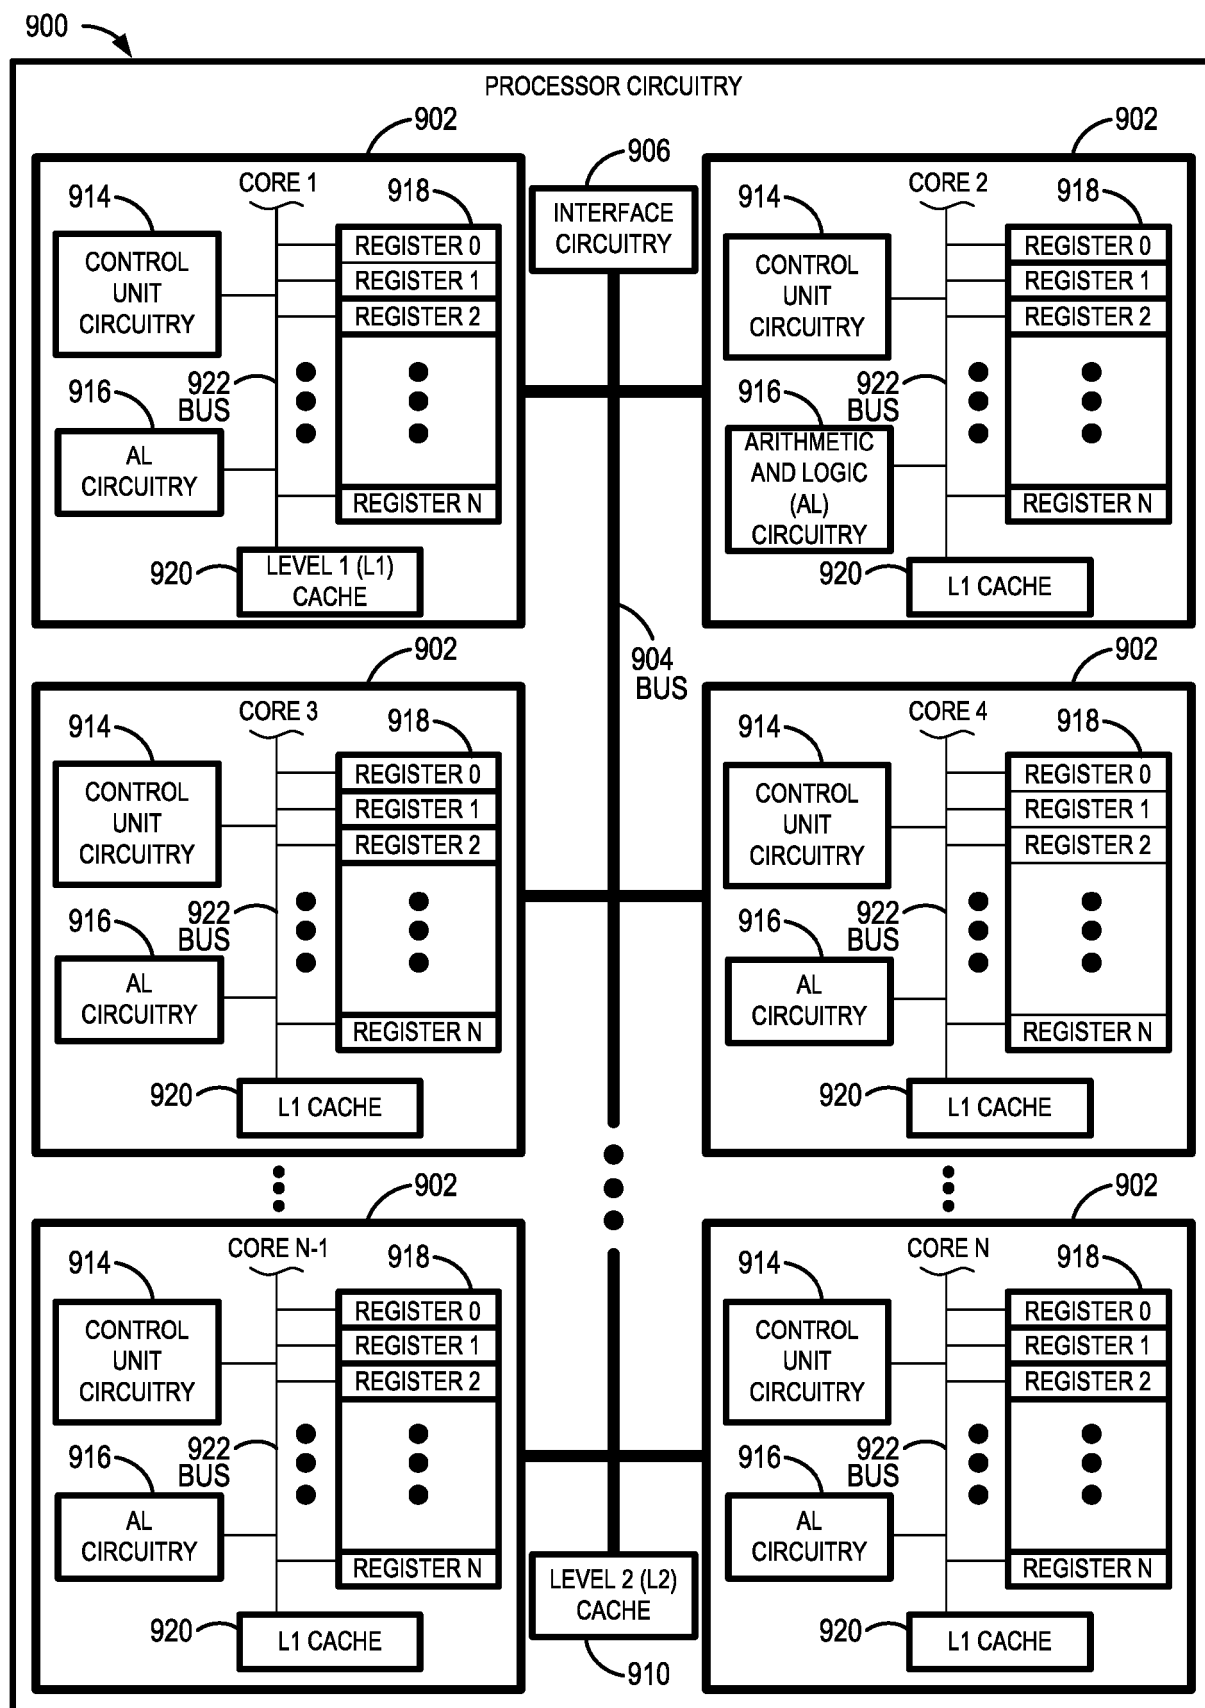 900
PROCESSOR CIRCUITRY
902
CORE 1
914
918
CONTROL
UNIT
CIRCUITRY
REGISTER 0
REGISTER 1
REGISTER 2
916
922
BUS
AL
CIRCUITRY
REGISTER N
920
LEVEL 1 (L1)
CACHE
906
INTERFACE
CIRCUITRY
902
CORE 2
914
918
CONTROL
UNIT
CIRCUITRY
REGISTER 0
REGISTER 1
REGISTER 2
916
922
BUS
ARITHMETIC
AND LOGIC
(AL)
CIRCUITRY
REGISTER N
920
L1 CACHE
904
BUS
902
CORE 3
914
918
CONTROL
UNIT
CIRCUITRY
REGISTER 0
REGISTER 1
REGISTER 2
916
922
BUS
AL
CIRCUITRY
REGISTER N
920
L1 CACHE
902
CORE 4
914
918
CONTROL
UNIT
CIRCUITRY
REGISTER 0
REGISTER 1
REGISTER 2
916
922
BUS
AL
CIRCUITRY
REGISTER N
920
L1 CACHE
902
CORE N-1
914
918
CONTROL
UNIT
CIRCUITRY
REGISTER 0
REGISTER 1
REGISTER 2
916
922
BUS
AL
CIRCUITRY
REGISTER N
920
L1 CACHE
LEVEL 2 (L2)
CACHE
910
902
CORE N
914
918
CONTROL
UNIT
CIRCUITRY
REGISTER 0
REGISTER 1
REGISTER 2
916
922
BUS
AL
CIRCUITRY
REGISTER N
920
L1 CACHE